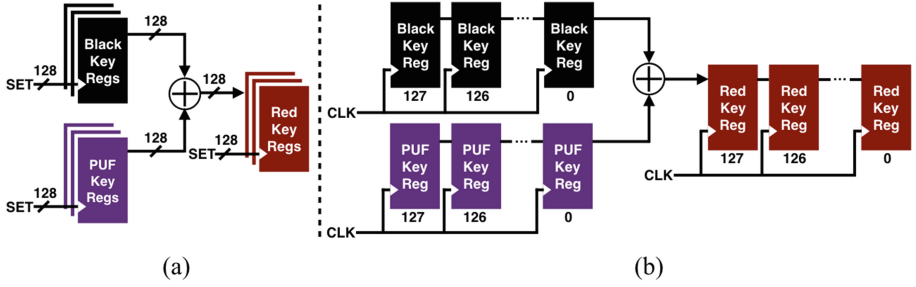 128
Black
Key
Regs
128
SET
128
128
Red
Key
Regs
128
SET
128
PUF
Key
Regs
128
SET
(a)
Black
Key
Reg
127
Black
Key
Reg
126
...
Black
Key
Reg
0
CLK
PUF
Key
Reg
127
PUF
Key
Reg
126
...
PUF
Key
Reg
0
CLK
Red
Key
Reg
127
Red
Key
Reg
126
...
Red
Key
Reg
0
CLK
(b)